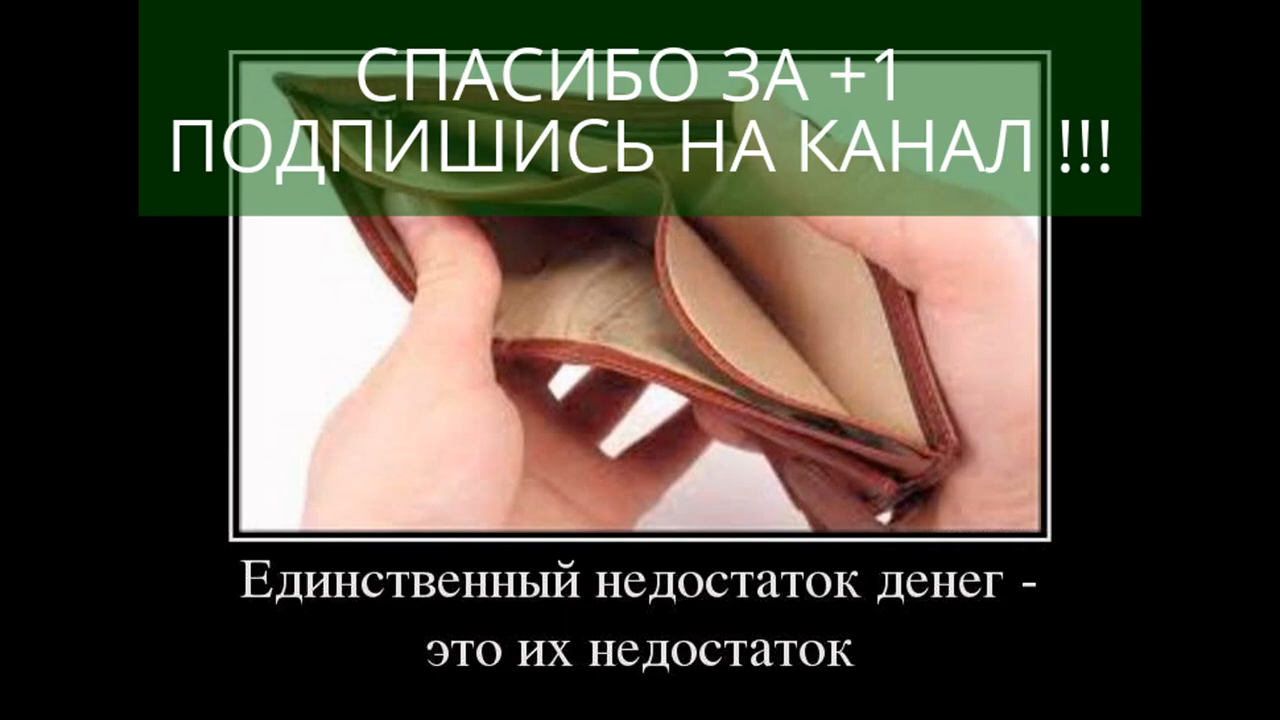 СПАСИБО ЗА +1
ПОДПИШИСЬ НА КАНАЛ !!!
Единственный недостаток денег -
это их недостаток